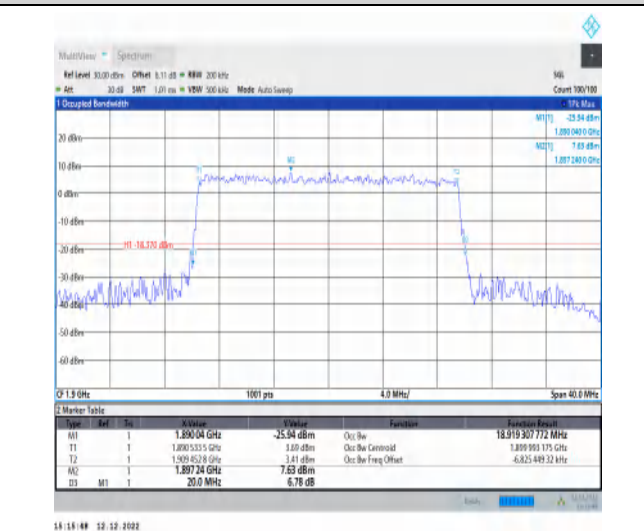 MultiView Spectrum
Ref Level 30.00 dBm Offset 8.11 dB RBW 200 kHz SGL
Att 30 dB SWT 1.01 ms VBW 500 kHz Mode Auto Sweep Count 100/100
1 Occupied Bandwidth 1Pk Max
M1[1] -25.94 dBm
1.890 040 0 GHz
20 dBm M2[1] 7.63 dBm
1.897 240 0 GHz
10 dBm
0 dBm
-10 dBm
H1 -18.370 dBm
-20 dBm
-30 dBm
-40 dBm
-50 dBm
-60 dBm
CF 1.9 GHz 1001 pts 4.0 MHz/ Span 40.0 MHz
2 Marker Table
Type Ref Trc X-Value Y-Value Function Function Result
M1 1 1.890 04 GHz -25.94 dBm Occ Bw 18.919 307 772 MHz
T1 1 1.890 533 5 GHz 3.69 dBm Occ Bw Centroid 1.899 993 175 GHz
T2 1 1.909 452 8 GHz 3.41 dBm Occ Bw Freq Offset -6.825 449 32 kHz
M2 1 1.897 24 GHz 7.63 dBm
D3 M1 1 20.0 MHz 6.78 dB
15:15:48 12.12.2022